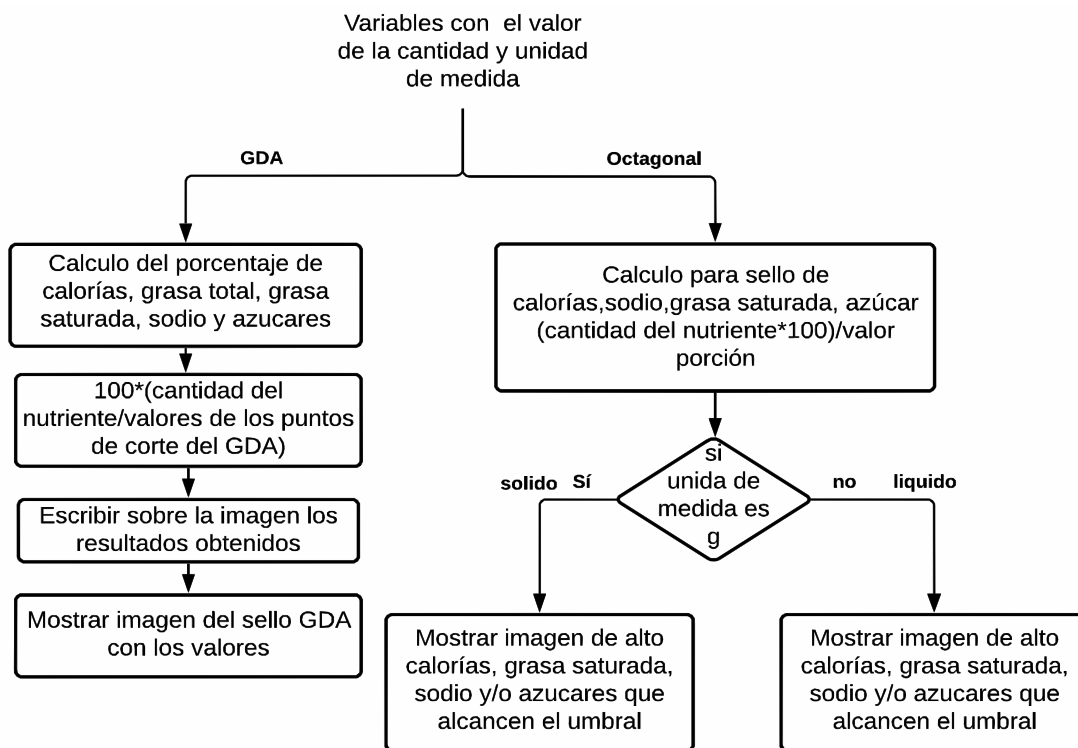 Variables con el valor
de la cantidad y unidad
de medida
GDA
Octagonal
Calculo del porcentaje de
calorías, grasa total, grasa
saturada, sodio y azucares
100*(cantidad del
nutriente/valores de los puntos
de corte del GDA)
Escribir sobre la imagen los
resultados obtenidos
Mostrar imagen del sello GDA
con los valores
Calculo para sello de
calorías,sodio,grasa saturada, azúcar
(cantidad del nutriente*100)/valor
porción
si
unida de
medida es
g
solido Sí
no liquido
Mostrar imagen de alto
calorías, grasa saturada,
sodio y/o azucares que
alcancen el umbral
Mostrar imagen de alto
calorías, grasa saturada,
sodio y/o azucares que
alcancen el umbral